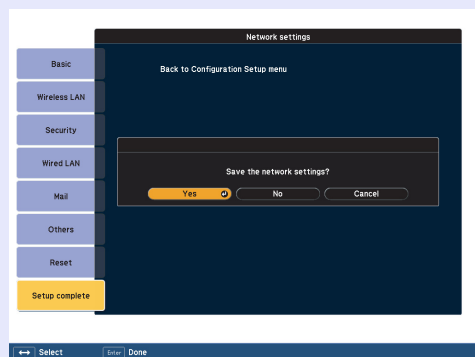 Network settings
Basic
Back to Configuration Setup menu
Wireless LAN
Security
Wired LAN
Save the network settings?
Yes No Cancel
Mail
Others
Reset
Setup complete
Select Enter Done